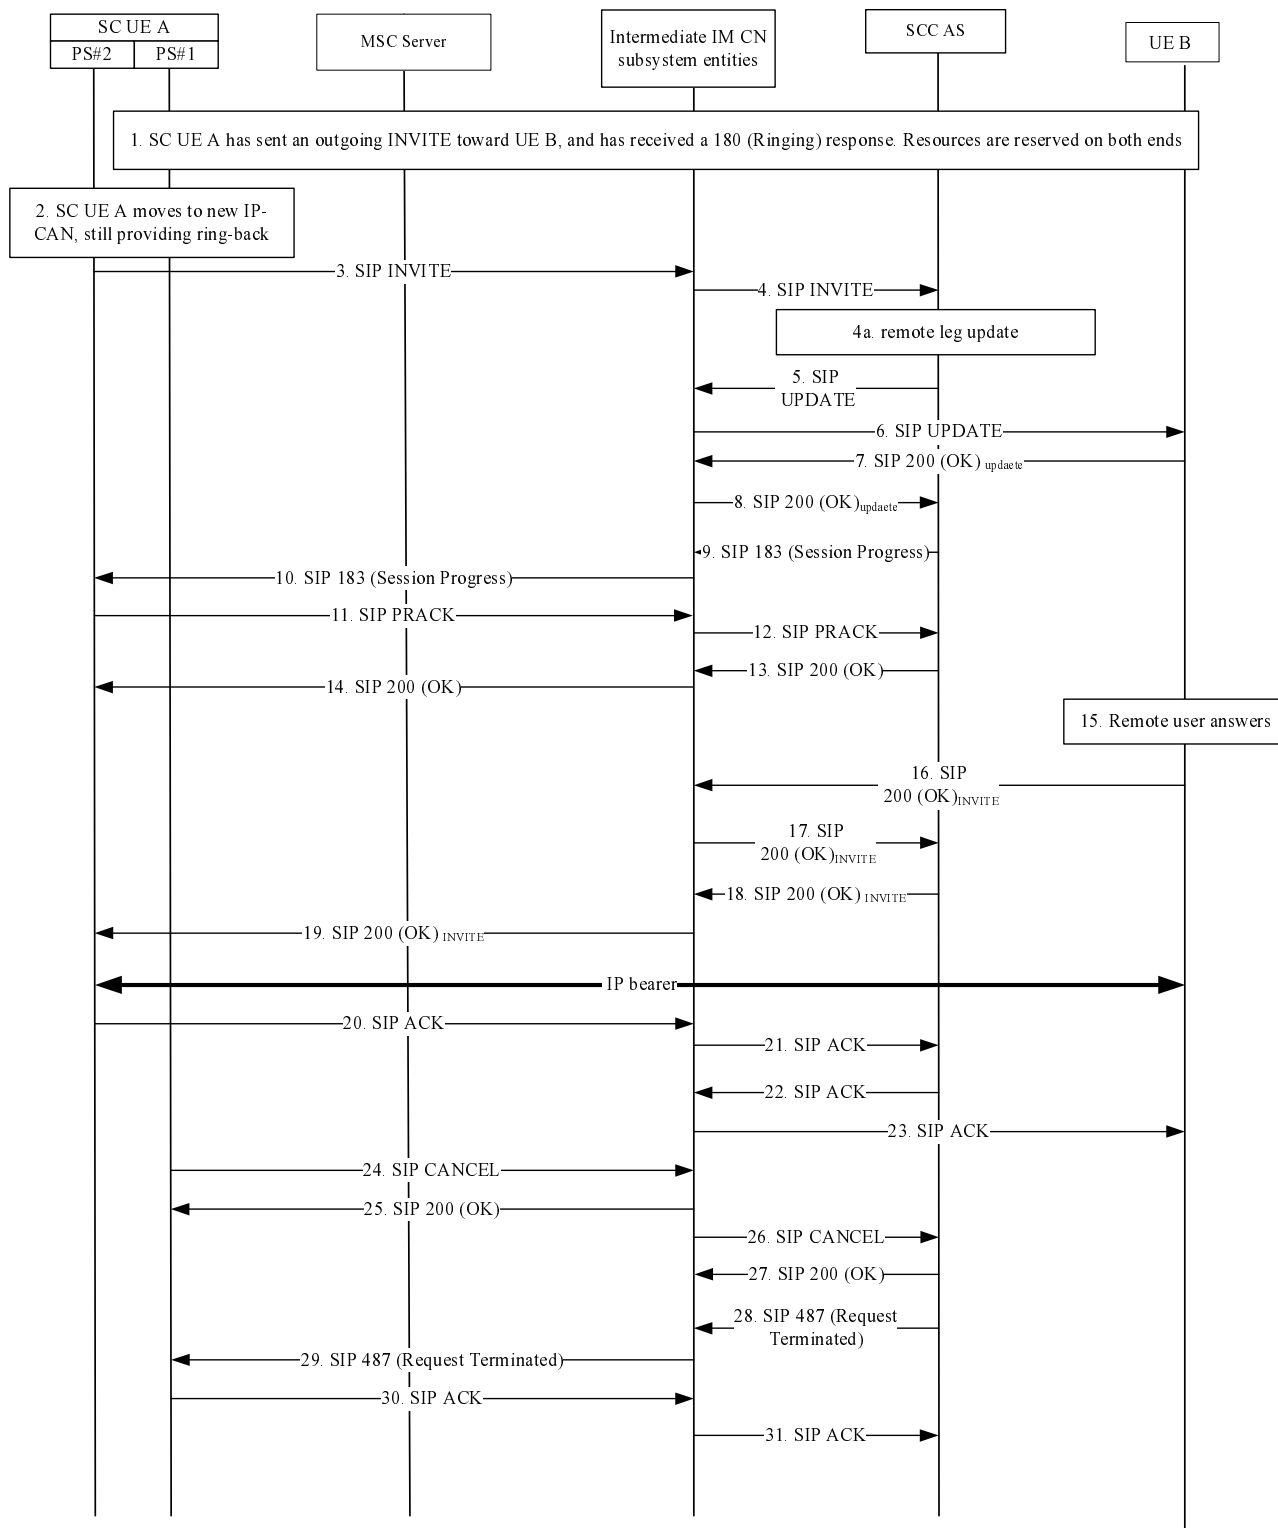 SC UE A
PS#2
PS#1
MSC Server
Intermediate IM CN
subsystem entities
SCC AS
UE B
1. SC UE A has sent an outgoing INVITE toward UE B, and has received a 180 (Ringing) response. Resources are reserved on both ends
2. SC UE A moves to new IP-
CAN, still providing ring-back
3. SIP INVITE
4. SIP INVITE
4a. remote leg update
5. SIP
UPDATE
6. SIP UPDATE
7. SIP 200 (OK) updaete
8. SIP 200 (OK)updaete
9. SIP 183 (Session Progress)
10. SIP 183 (Session Progress)
11. SIP PRACK
12. SIP PRACK
13. SIP 200 (OK)
14. SIP 200 (OK)
15. Remote user answers
16. SIP
200 (OK)INVITE
17. SIP
200 (OK)INVITE
18. SIP 200 (OK) INVITE
19. SIP 200 (OK) INVITE
IP bearer
20. SIP ACK
21. SIP ACK
22. SIP ACK
23. SIP ACK
24. SIP CANCEL
25. SIP 200 (OK)
26. SIP CANCEL
27. SIP 200 (OK)
28. SIP 487 (Request
Terminated)
29. SIP 487 (Request Terminated)
30. SIP ACK
31. SIP ACK